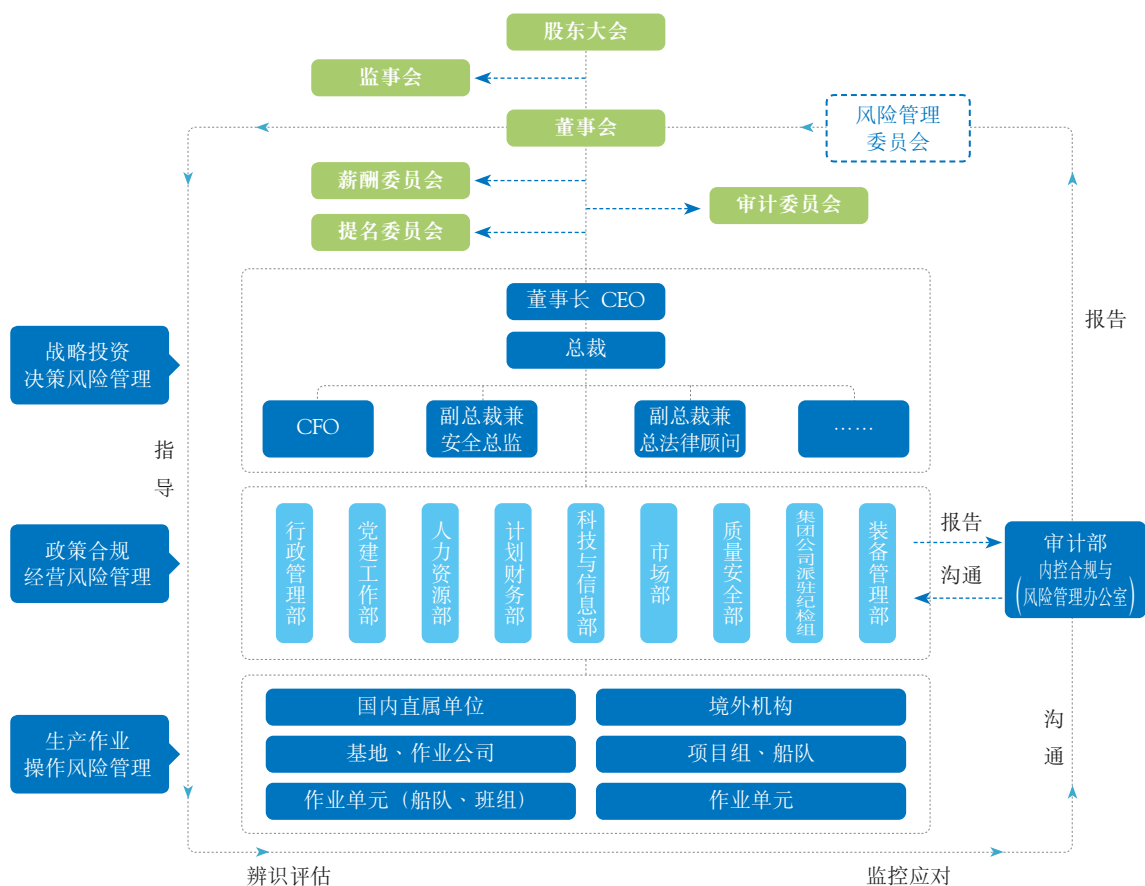 股东大会
监事会
董事会
风险管理
委员会
薪酬委员会
审计委员会
提名委员会
董事长 CEO
总裁
CFO
副总裁兼
安全总监
副总裁兼
总法律顾问
……
战略投资
决策风险管理
指
导
报告
行政管理部
党建工作部
人力资源部
计划财务部
科技与信息部
市场部
质量安全部
集团公司派驻纪检组
装备管理部
政策合规
经营风险管理
报告
沟通
审计部
(内控合规与
风险管理办公室)
国内直属单位
境外机构
基地、作业公司
项目组、船队
作业单元（船队、班组）
作业单元
生产作业
操作风险管理
沟
通
辨识评估
监控应对